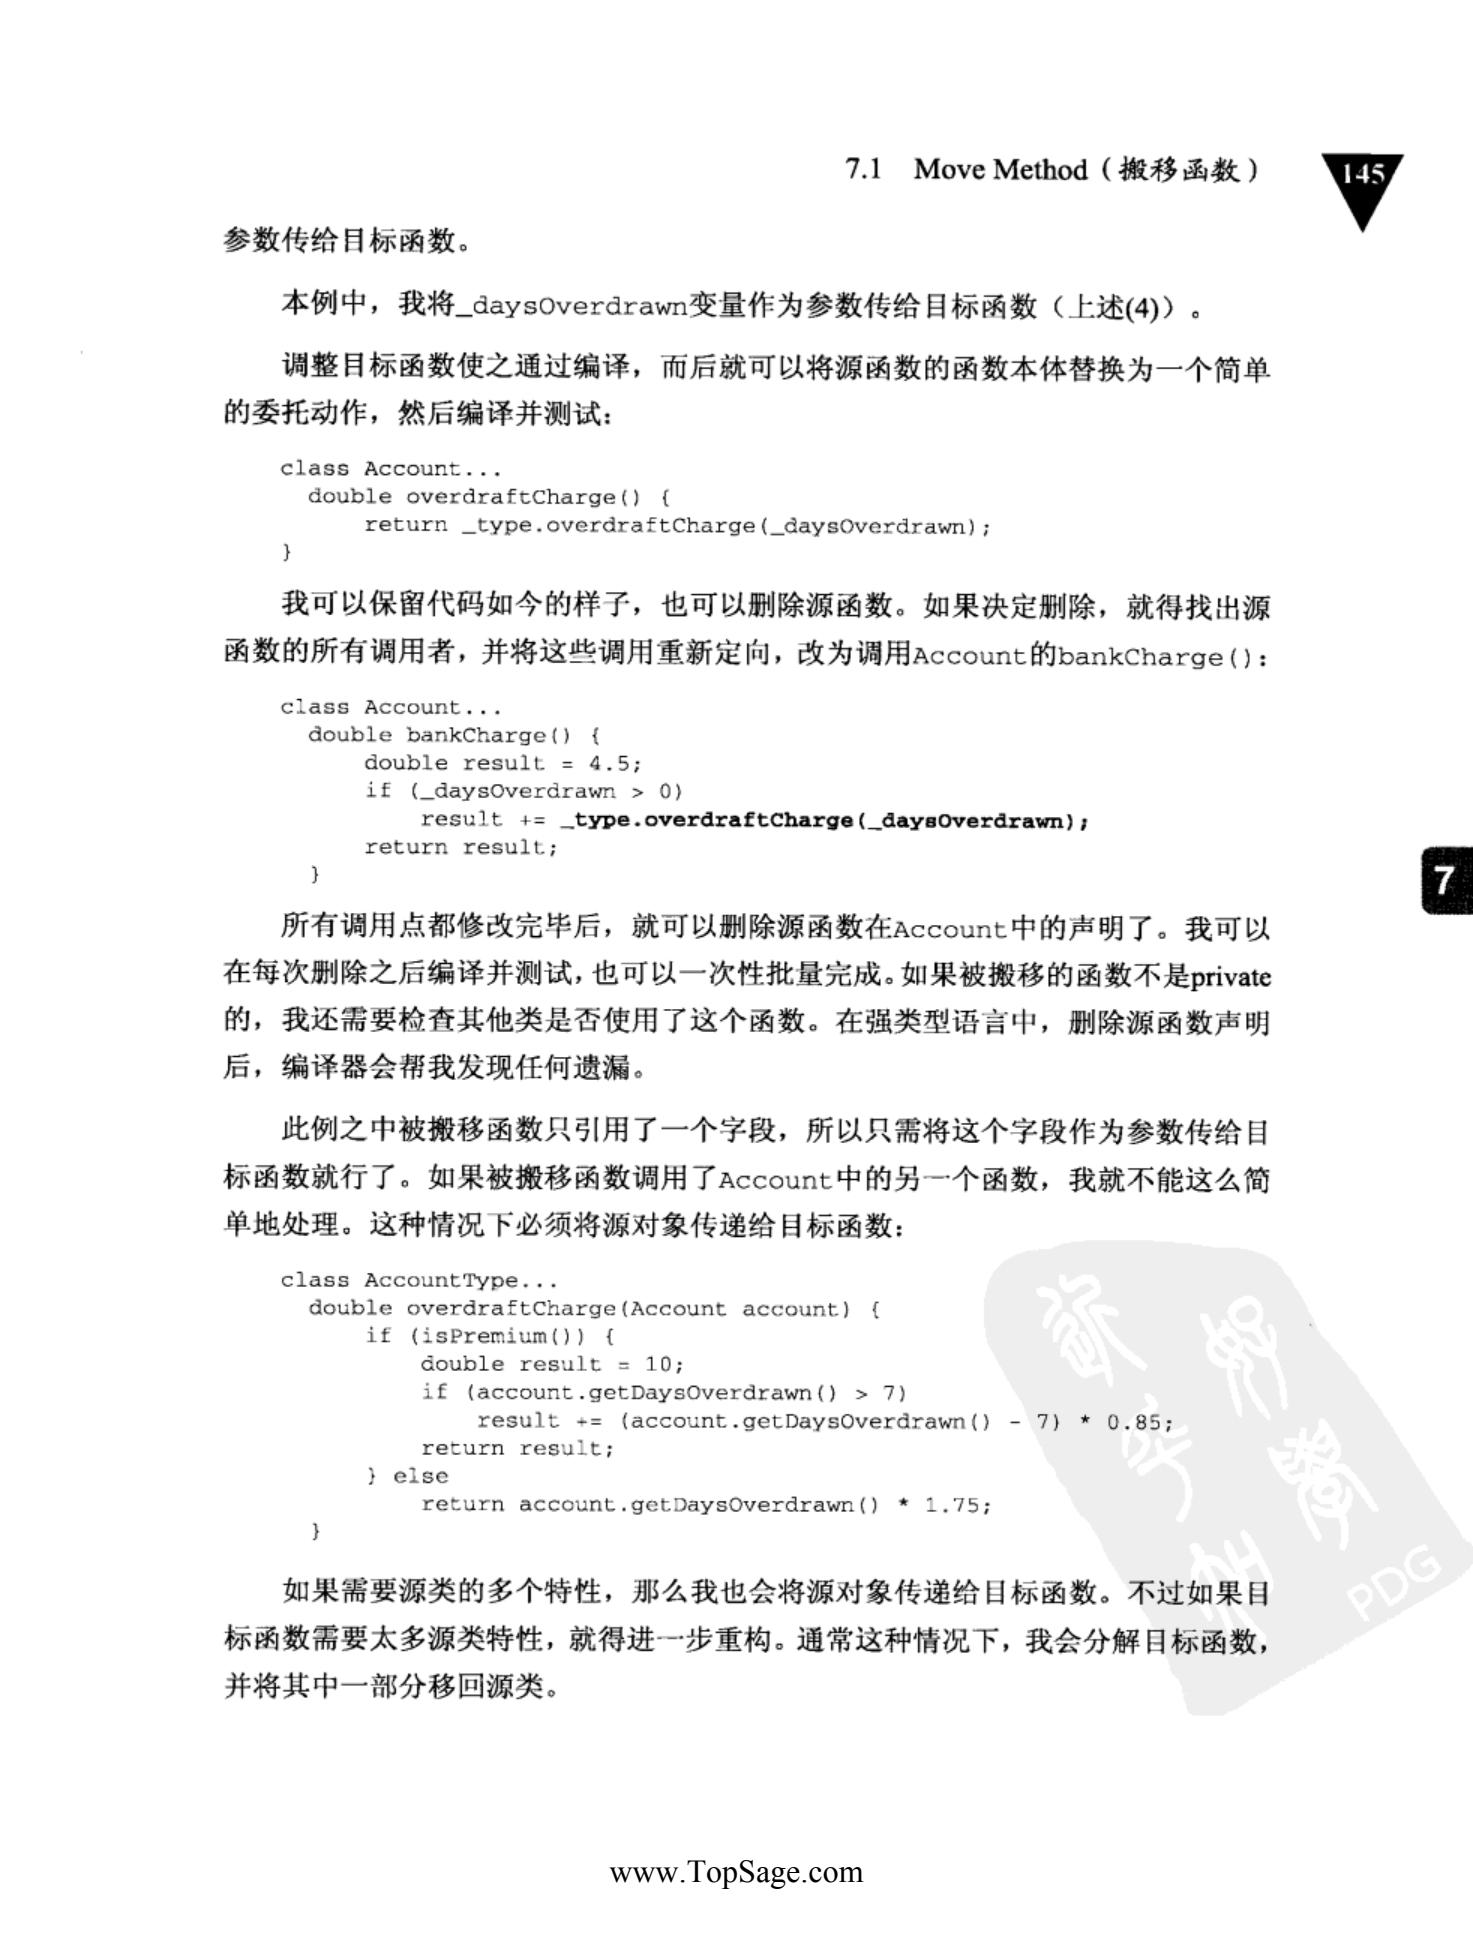 7.1 Move Method（搬移函数）
145
参数传给目标函数。
本例中，我将_daysOverdrawn变量作为参数传给目标函数（上述(4)）。
调整目标函数使之通过编译，而后就可以将源函数的函数本体替换为一个简单
的委托动作，然后编译并测试：
class Account...
double overdraftCharge() {
return _type.overdraftCharge(_daysOverdrawn);
}
我可以保留代码如今的样子，也可以删除源函数。如果决定删除，就得找出源
函数的所有调用者，并将这些调用重新定向，改为调用Account的bankCharge()：
class Account...
double bankCharge() {
double result = 4.5;
if (_daysOverdrawn > 0)
result += _type.overdraftCharge(_daysOverdrawn);
return result;
}
7
所有调用点都修改完毕后，就可以删除源函数在Account中的声明了。我可以
在每次删除之后编译并测试，也可以一次性批量完成。如果被搬移的函数不是private
的，我还需要检查其他类是否使用了这个函数。在强类型语言中，删除源函数声明
后，编译器会帮我发现任何遗漏。
此例之中被搬移函数只引用了一个字段，所以只需将这个字段作为参数传给目
标函数就行了。如果被搬移函数调用了Account中的另一个函数，我就不能这么简
单地处理。这种情况下必须将源对象传递给目标函数：
class AccountType...
double overdraftCharge(Account account) {
if (isPremium()) {
double result = 10;
if (account.getDaysOverdrawn() > 7)
result += (account.getDaysOverdrawn() - 7) * 0.85;
return result;
} else
return account.getDaysOverdrawn() * 1.75;
}
如果需要源类的多个特性，那么我也会将源对象传递给目标函数。不过如果目
标函数需要太多源类特性，就得进一步重构。通常这种情况下，我会分解目标函数，
并将其中一部分移回源类。
PDG
www.TopSage.com